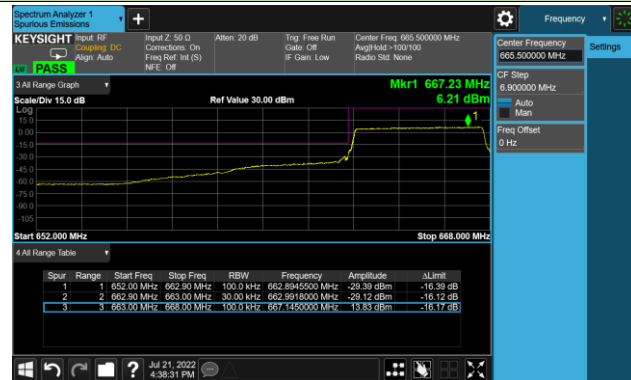 Spectrum Analyzer 1
Spurious Emissions
Frequency
KEYSIGHT
Input: RF
Coupling: DC
Align: Auto
Input Z: 50 Ω
Corrections: On
Freq Ref: Int (S)
NFE: Off
Atten: 20 dB
Trig: Free Run
Gate: Off
IF Gain: Low
Center Freq: 665.500000 MHz
Avg|Hold:>100/100
Radio Std: None
PASS
Center Frequency
665.500000 MHz
Settings
CF Step
6.900000 MHz
Auto
Man
Freq Offset
0 Hz
3 All Range Graph
Mkr1 667.23 MHz
Scale/Div 15.0 dB
Ref Value 30.00 dBm
6.21 dBm
Log
15.0
0.00
-15.0
-30.0
-45.0
-60.0
-75.0
-90.0
-105
1
Start 652.000 MHz
Stop 668.000 MHz
4 All Range Table
Spur Range Start Freq Stop Freq RBW Frequency Amplitude ΔLimit
1 1 652.00 MHz 662.90 MHz 100.0 kHz 662.8945500 MHz -29.39 dBm -16.39 dB
2 2 662.90 MHz 663.00 MHz 30.00 kHz 662.9918000 MHz -29.12 dBm -16.12 dB
3 3 663.00 MHz 668.00 MHz 100.0 kHz 667.1450000 MHz 13.83 dBm -16.17 dB
?
Jul 21, 2022
4:38:31 PM